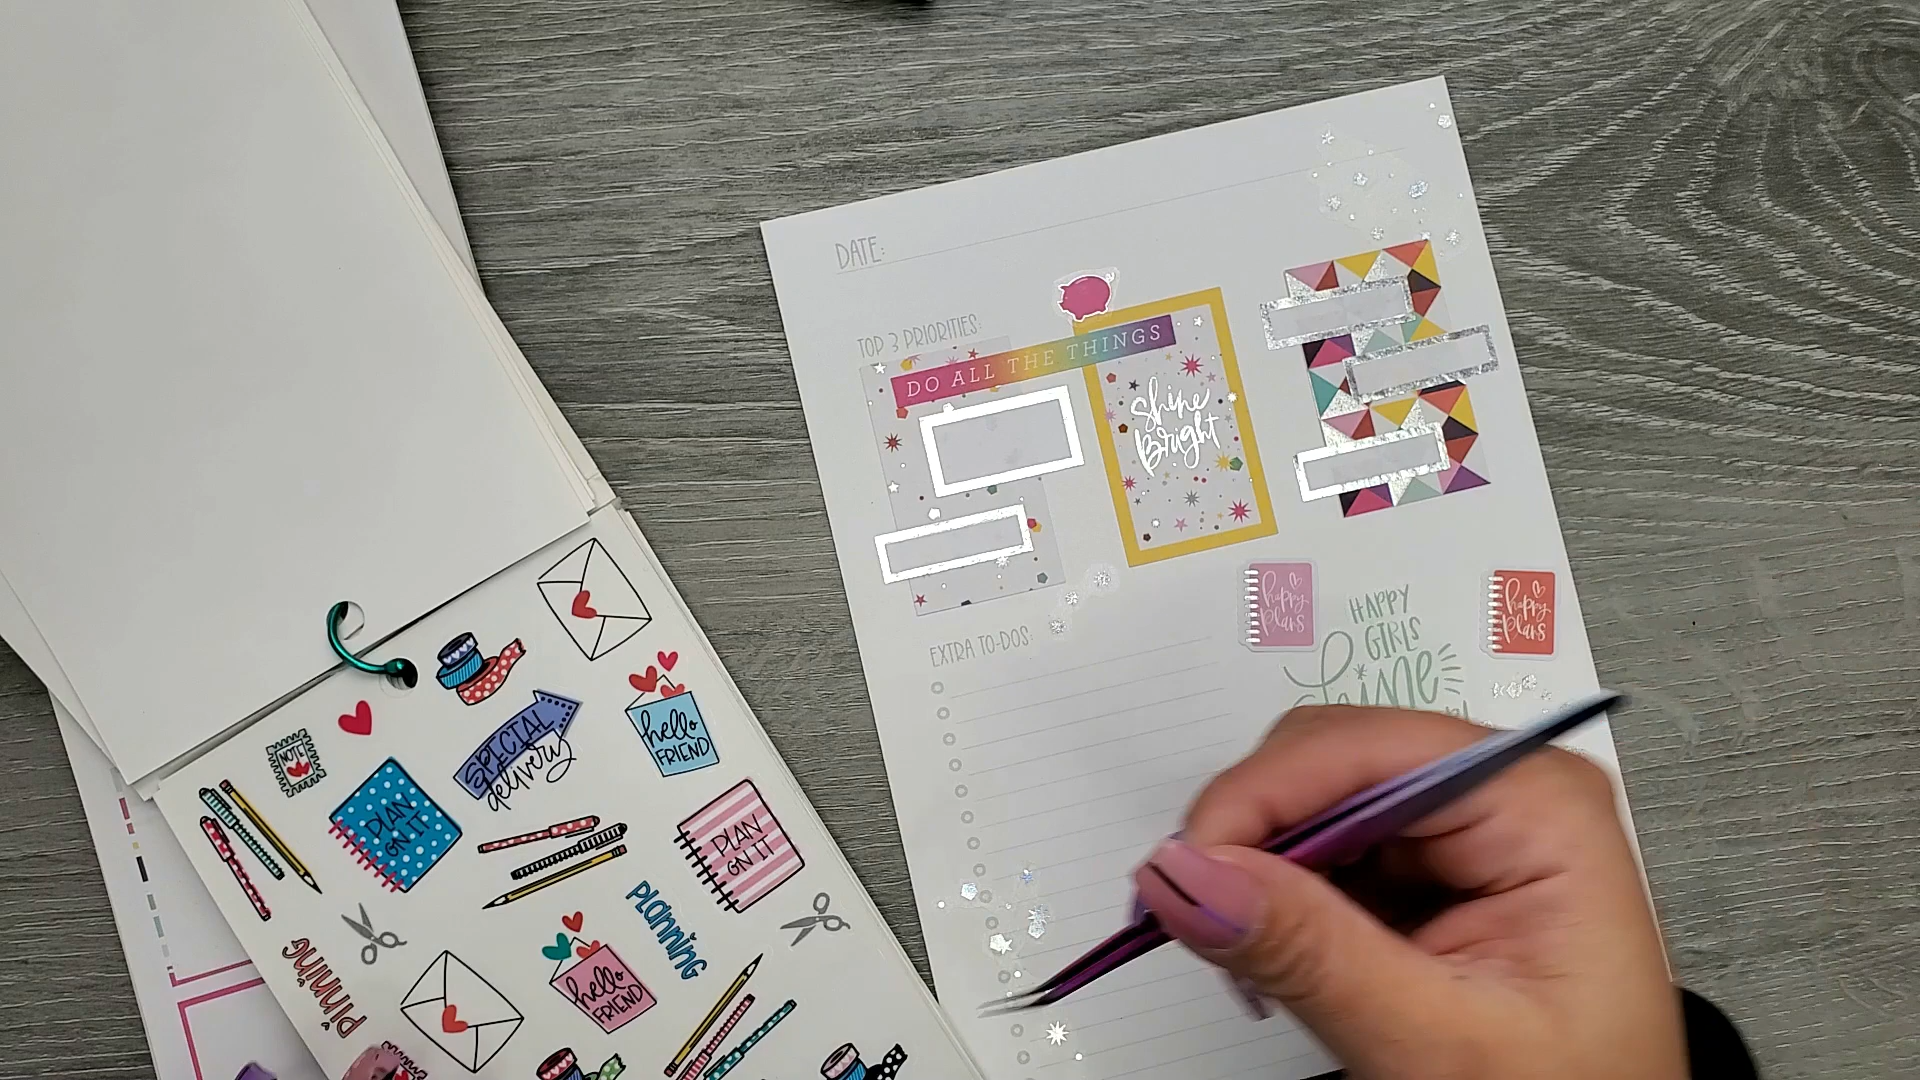 DATE:
TOP 3 PRIORITIES:
DO ALL THE THINGS
Shine
Bright
EXTRA TO-DOS:
happy
plans
HAPPY
GIRLS
Shine
happy
plans
NOTE
SPECIAL
delivery
hello
FRIEND
PLAN
ON IT
PLAN
ON IT
PLANNING
PLANNING
hello
FRIEND